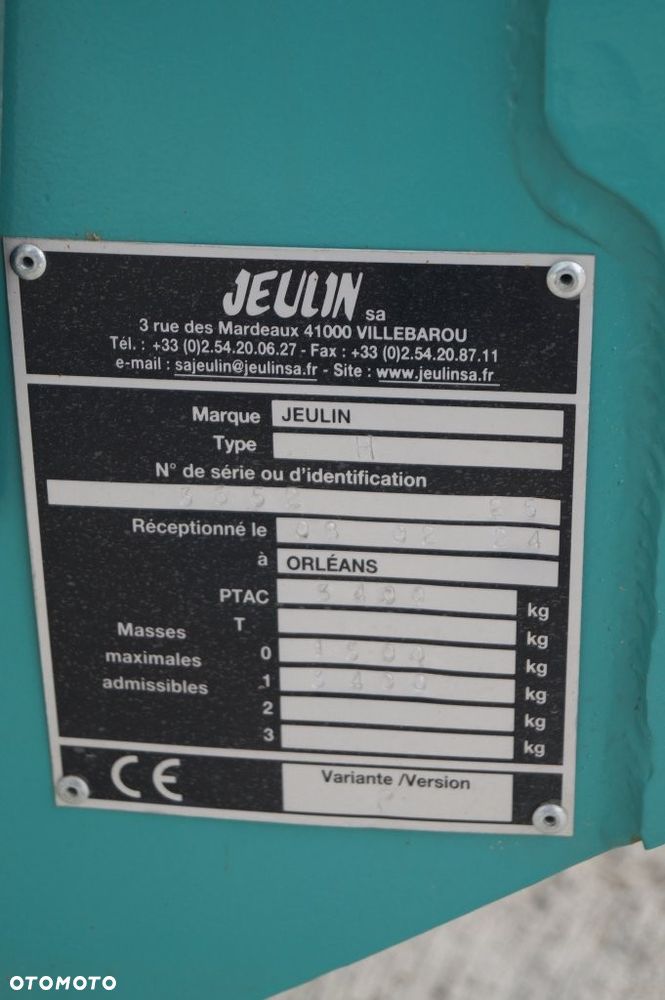 JEULIN sa
3 rue des Mardeaux 41000 VILLEBAROU
Tél. : +33 (0)2.54.20.06.27 - Fax : +33 (0)2.54.20.87.11
e-mail : sajeulin@jeulinsa.fr - Site : www.jeulinsa.fr
Marque JEULIN
Type
N° de série ou d'identification
Réceptionné le
à ORLÉANS
PTAC 3400 kg
T kg
Masses maximales admissibles
0 kg
1 kg
2 kg
3 kg
CE
Variante /Version
OTOMOTO